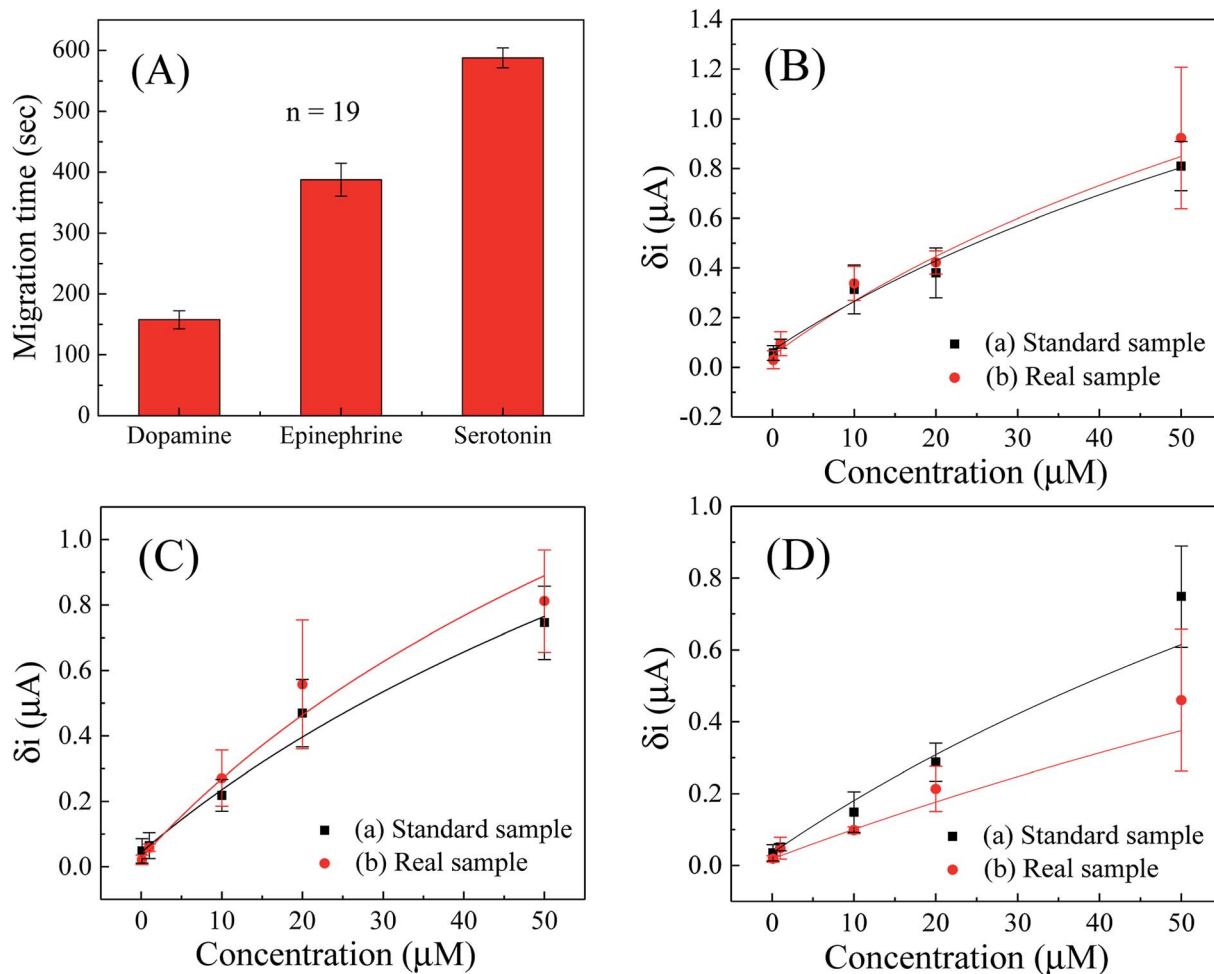 (A)
n = 19
Migration time (sec)
600
500
400
300
200
100
0
Dopamine Epinephrine Serotonin
(B)
δi (μA)
1.4
1.2
1.0
0.8
0.6
0.4
0.2
0.0
-0.2
(a) Standard sample
(b) Real sample
0 10 20 30 40 50
Concentration (μM)
(C)
δi (μA)
1.0
0.8
0.6
0.4
0.2
0.0
(a) Standard sample
(b) Real sample
0 10 20 30 40 50
Concentration (μM)
(D)
δi (μA)
1.0
0.8
0.6
0.4
0.2
0.0
(a) Standard sample
(b) Real sample
0 10 20 30 40 50
Concentration (μM)